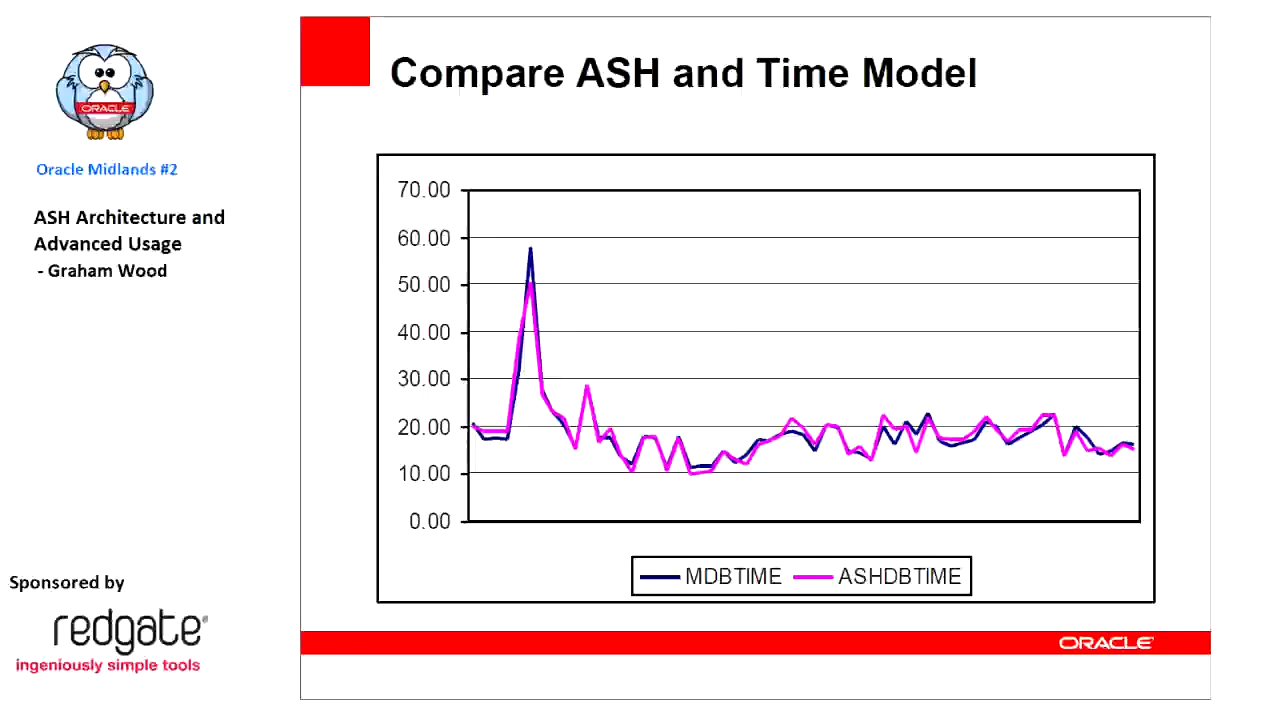 ORACLE
Oracle Midlands #2
ASH Architecture and
Advanced Usage
- Graham Wood
Sponsored by
redgate®
ingeniously simple tools
Compare ASH and Time Model
70.00
60.00
50.00
40.00
30.00
20.00
10.00
0.00
MDBTIME ASHDBTIME
ORACLE